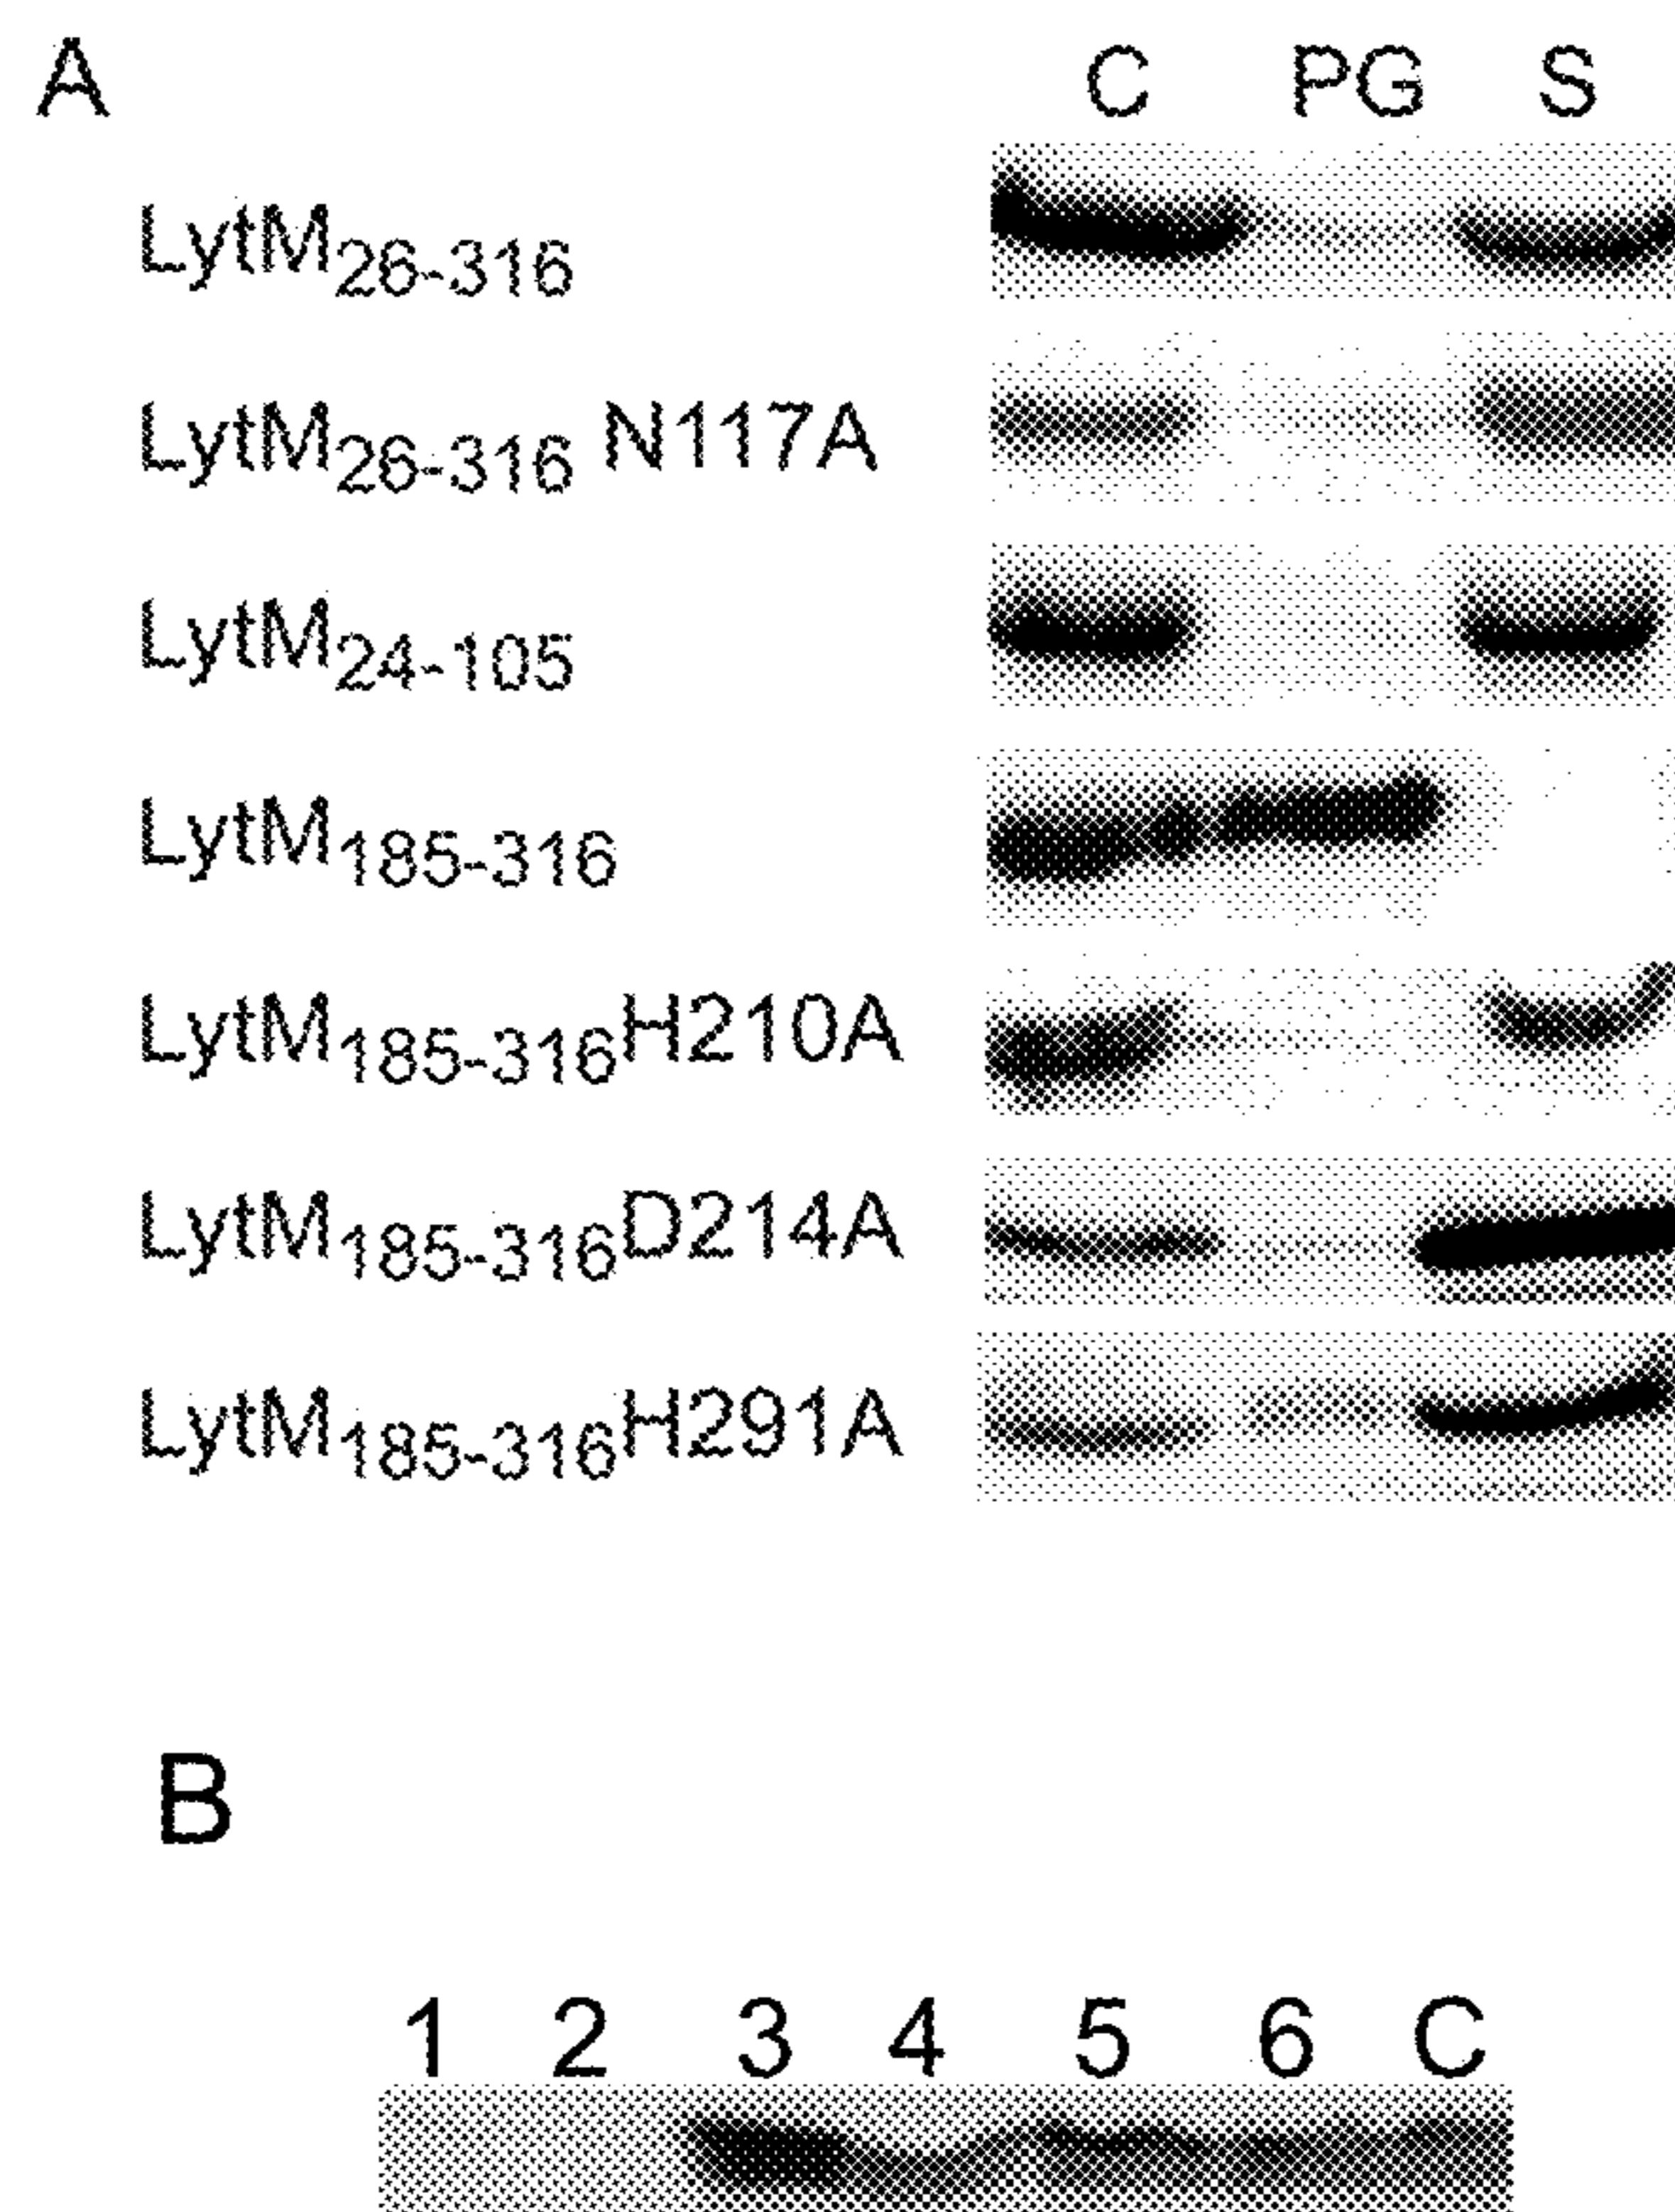 A C PG S
LytM26-316
LytM26-316 N117A
LytM24-105
LytM185-316
LytM185-316H210A
LytM185-316D214A
LytM185-316H291A
B
1 2 3 4 5 6 C